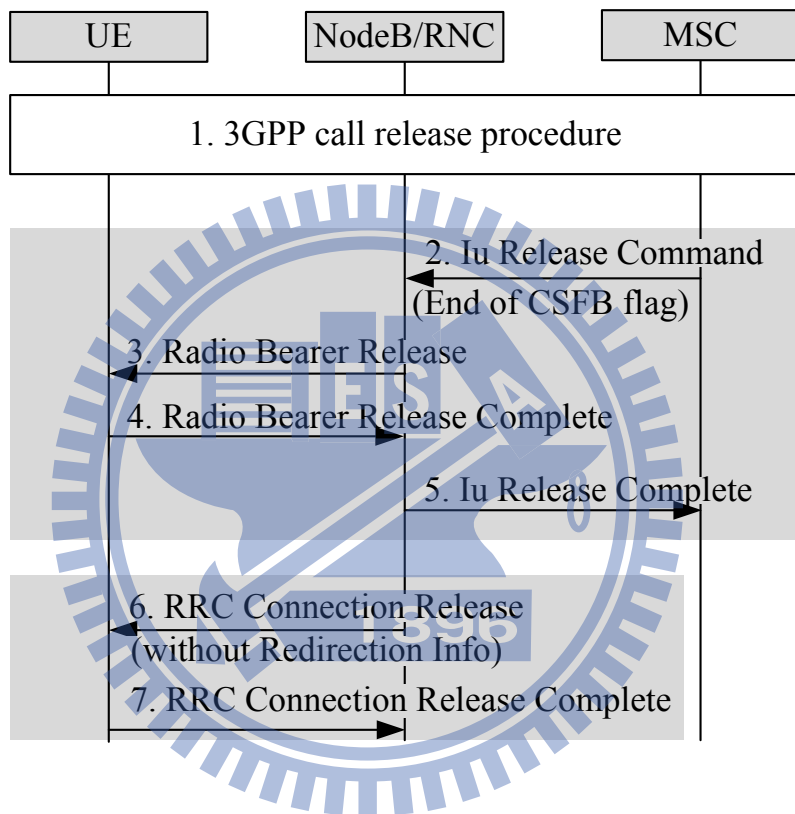 UE NodeB/RNC MSC
1. 3GPP call release procedure
2. Iu Release Command
(End of CSFB flag)
3. Radio Bearer Release
4. Radio Bearer Release Complete
5. Iu Release Complete
6. RRC Connection Release
(without Redirection Info)
7. RRC Connection Release Complete
E S A
1896